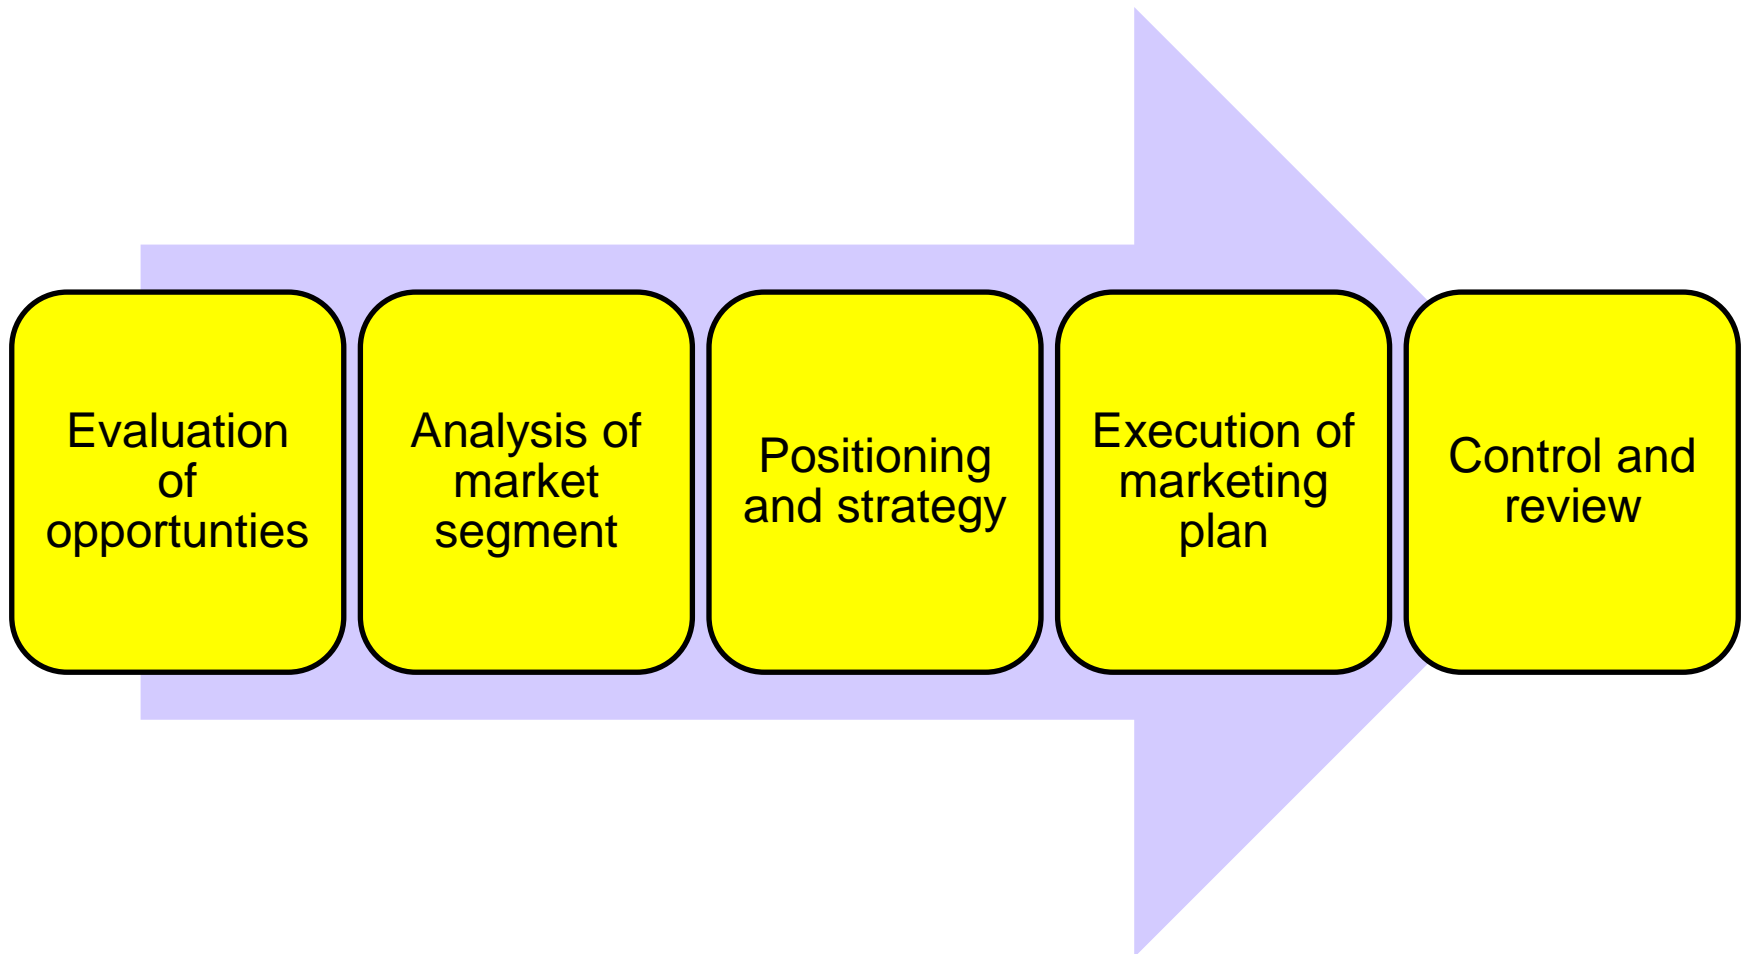 Evaluation
of
opportunties
Analysis of
market
segment
Positioning
and strategy
Execution of
marketing
plan
Control and
review